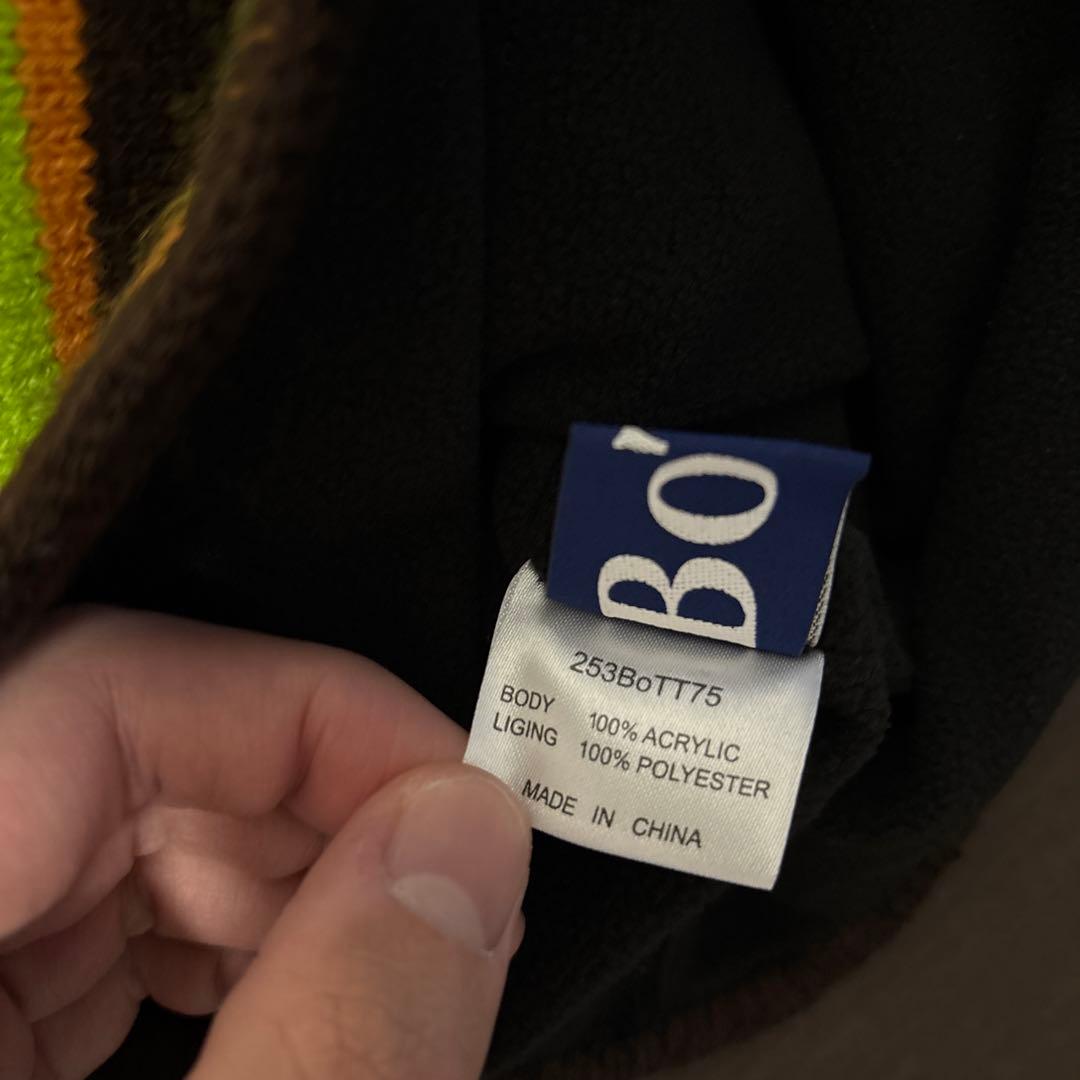 BO'
253BoTT75
BODY 100% ACRYLIC
LIGING 100% POLYESTER
MADE IN CHINA